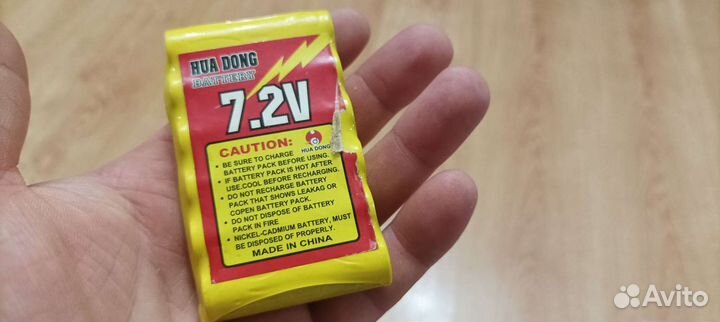 HUA DONG
BATTERY
7.2V
CAUTION:
HUA DONG
• BE SURE TO CHARGE
BATTERY PACK BEFORE USING.
• IF BATTERY PACK IS HOT AFTER
USE.COOL BEFORE RECHARGING.
• DO NOT RECHARGE BATTERY
PACK THAT SHOWS LEAKAG OR
COPEN BATTERY PACK.
• DO NOT DISPOSE OF BATTERY
PACK IN FIRE
• NICKEL-CADMIUM BATTERY, MUST
BE DISPOSED OF PROPERLY.
MADE IN CHINA
Avito